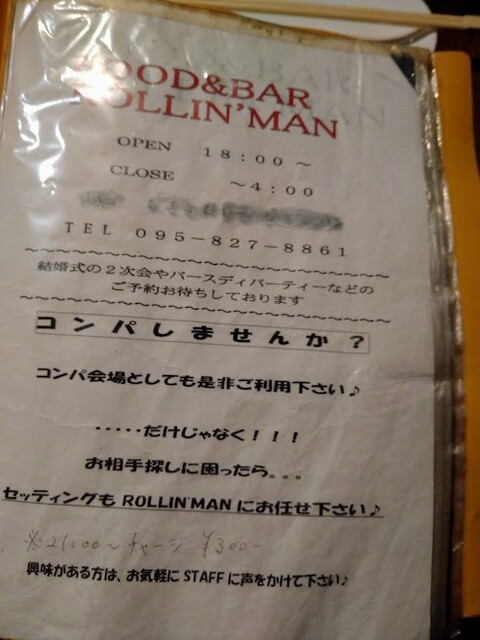 FOOD&BAR
ROLLIN'MAN
OPEN　18:00～
CLOSE　～4:00
TEL　095－827－8861
～～～～～～～～～～～～～～～～～～～～～～～～
結婚式の２次会やバースディパーティーなどの
ご予約お待ちしております
～～～～～～～～～～～～～～～～～～～～～～～～
コンパしませんか？
コンパ会場としても是非ご利用下さい♪
・・・・・だけじゃなく！！！
お相手探しに困ったら。。。
セッティングも ROLLIN'MAN にお任せ下さい♪
※21:00～チャージ ¥300-
興味がある方は、お気軽に STAFF に声をかけて下さい♪